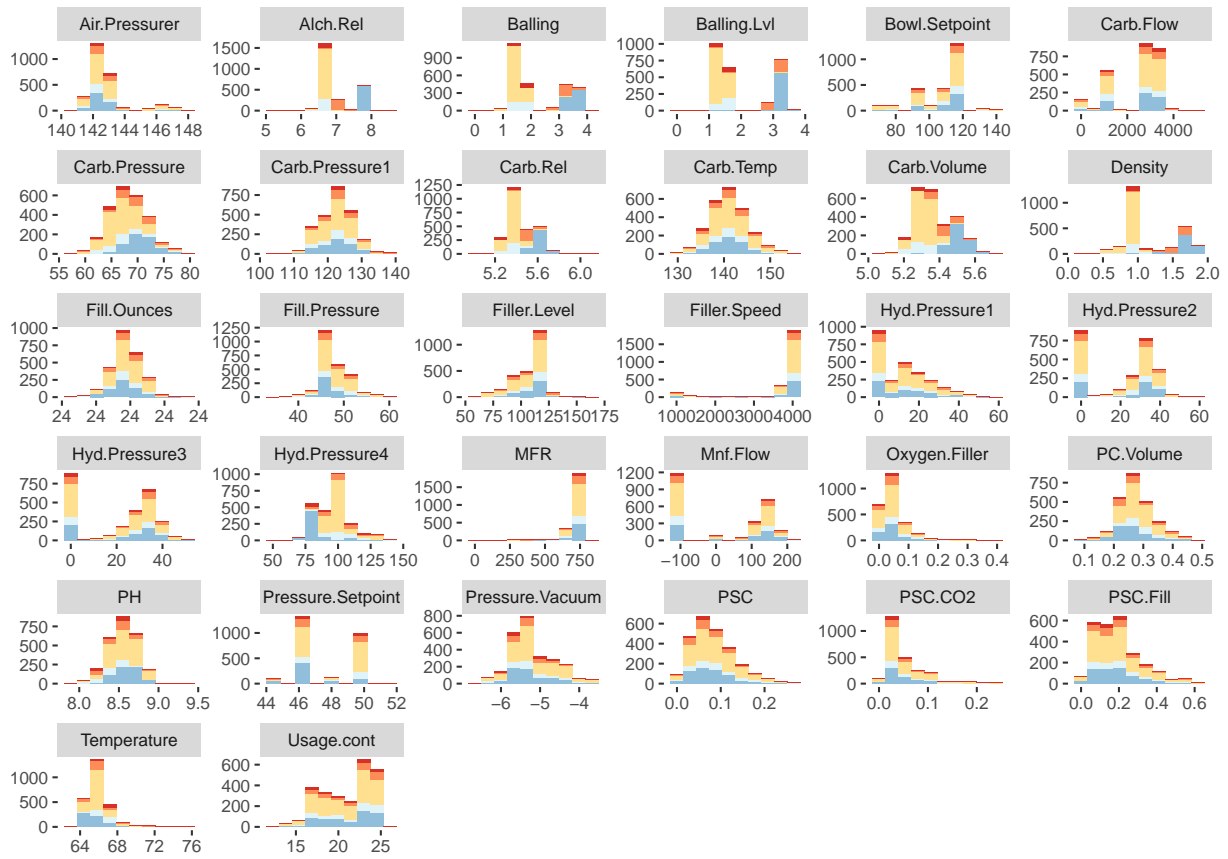 Air.Pressurer Alch.Rel Balling Balling.Lvl Bowl.Setpoint Carb.Flow
1000 500 0 1500 1000 500 0 900 600 300 0 1000 750 500 250 0 1000 500 0 750 500 250 0
140 142 144 146 148 5 6 7 8 0 1 2 3 4 0 1 2 3 4 80 100 120 140 0 2000 4000
Carb.Pressure Carb.Pressure1 Carb.Rel Carb.Temp Carb.Volume Density
600 400 200 0 750 500 250 0 1250 1000 750 500 250 0 600 400 200 0 600 400 200 0 1000 500 0
55 60 65 70 75 80 100 110 120 130 140 5.2 5.6 6.0 130 140 150 5.0 5.2 5.4 5.6 0.0 0.5 1.0 1.5 2.0
Fill.Ounces Fill.Pressure Filler.Level Filler.Speed Hyd.Pressure1 Hyd.Pressure2
1000 750 500 250 0 1250 1000 750 500 250 0 1000 500 0 1500 1000 500 0 1000 750 500 250 0 750 500 250 0
24 24 24 24 24 40 50 60 50 75 100 125 150 175 1000 2000 3000 4000 0 20 40 60 0 20 40 60
Hyd.Pressure3 Hyd.Pressure4 MFR Mnf.Flow Oxygen.Filler PC.Volume
750 500 250 0 1000 750 500 250 0 1500 1000 500 0 1200 900 600 300 0 1000 500 0 750 500 250 0
0 20 40 50 75 100 125 150 0 250 500 750 −100 0 100 200 0.0 0.1 0.2 0.3 0.4 0.1 0.2 0.3 0.4 0.5
PH Pressure.Setpoint Pressure.Vacuum PSC PSC.CO2 PSC.Fill
750 500 250 0 1000 500 0 800 600 400 200 0 600 400 200 0 1000 500 0 600 400 200 0
8.0 8.5 9.0 9.5 44 46 48 50 52 −6 −5 −4 0.0 0.1 0.2 0.0 0.1 0.2 0.0 0.2 0.4 0.6
Temperature Usage.cont
1000 500 0 600 400 200 0
64 68 72 76 15 20 25